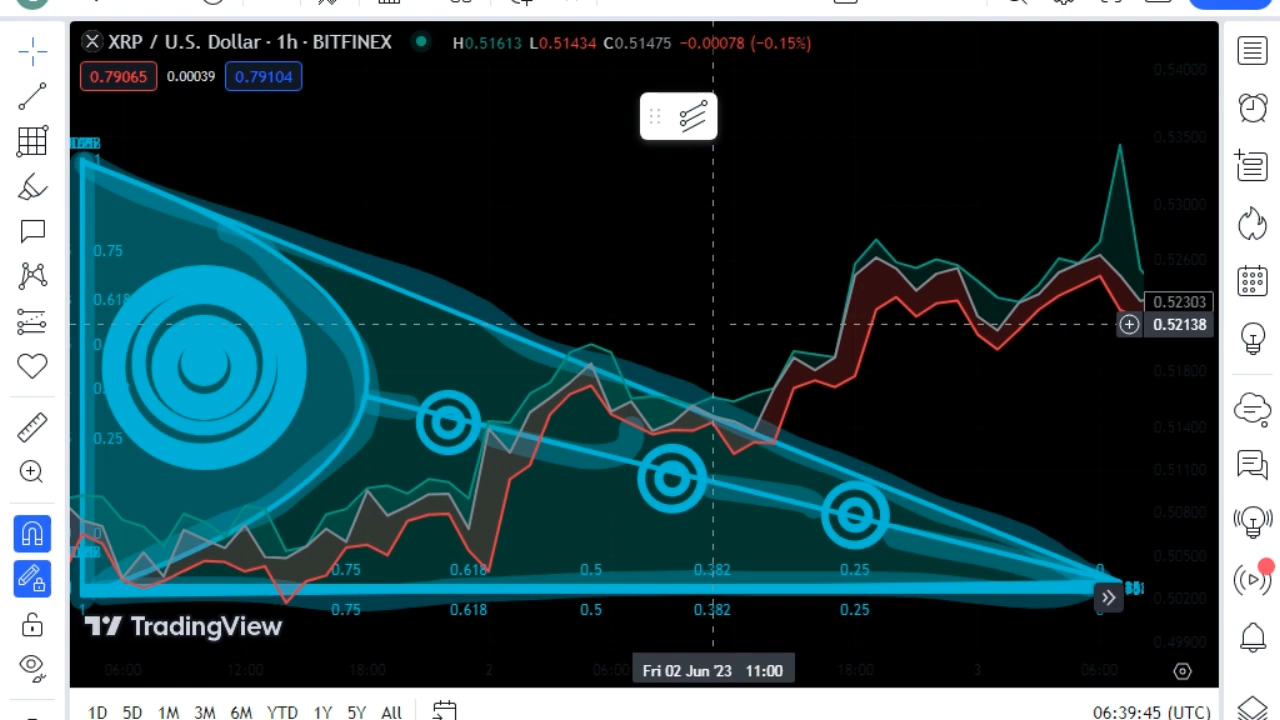 XRP / U.S. Dollar · 1h · BITFINEX H0.51613 L0.51434 C0.51475 −0.00078 (−0.15%)
0.79065 0.00039 0.79104
0.54000
0.53500
0.53000
0.52600
0.52303
0.52138
0.51800
0.51400
0.51100
0.50800
0.50500
0.50200
0.49900
1
0.75
0.618
0.25
0
0.75 0.618 0.5 0.382 0.25 0
1 0.75 0.618 0.5 0.382 0.25
TradingView
06:00 12:00 18:00 2 06:00 Fri 02 Jun '23 11:00 18:00 3 06:00
1D 5D 1M 3M 6M YTD 1Y 5Y All 06:39:45 (UTC)